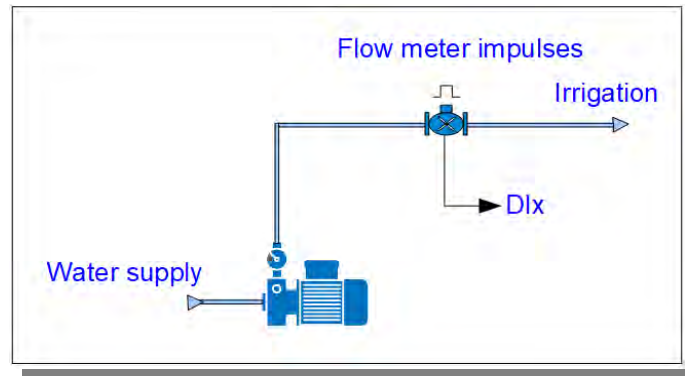 Flow meter impulses
Irrigation
DIx
Water supply